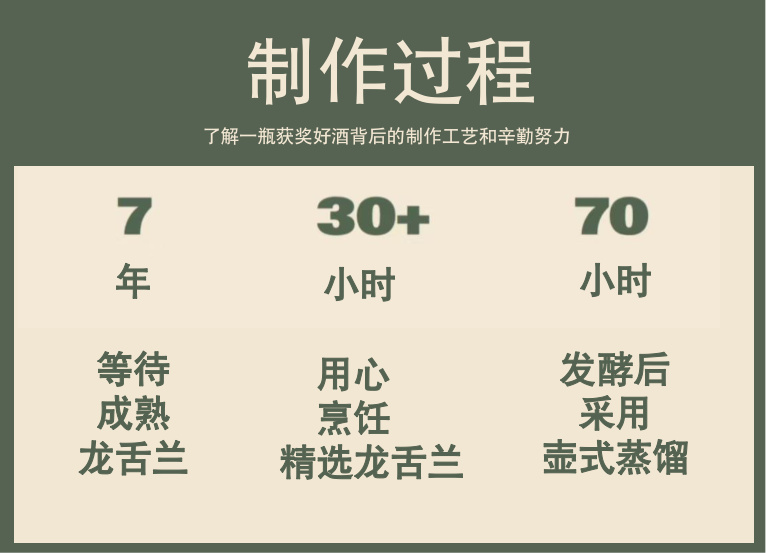 制作过程
了解一瓶获奖好酒背后的制作工艺和辛勤努力
7
年
等待
成熟
龙舌兰
30+
小时
用心
烹饪
精选龙舌兰
70
小时
发酵后
采用
壶式蒸馏